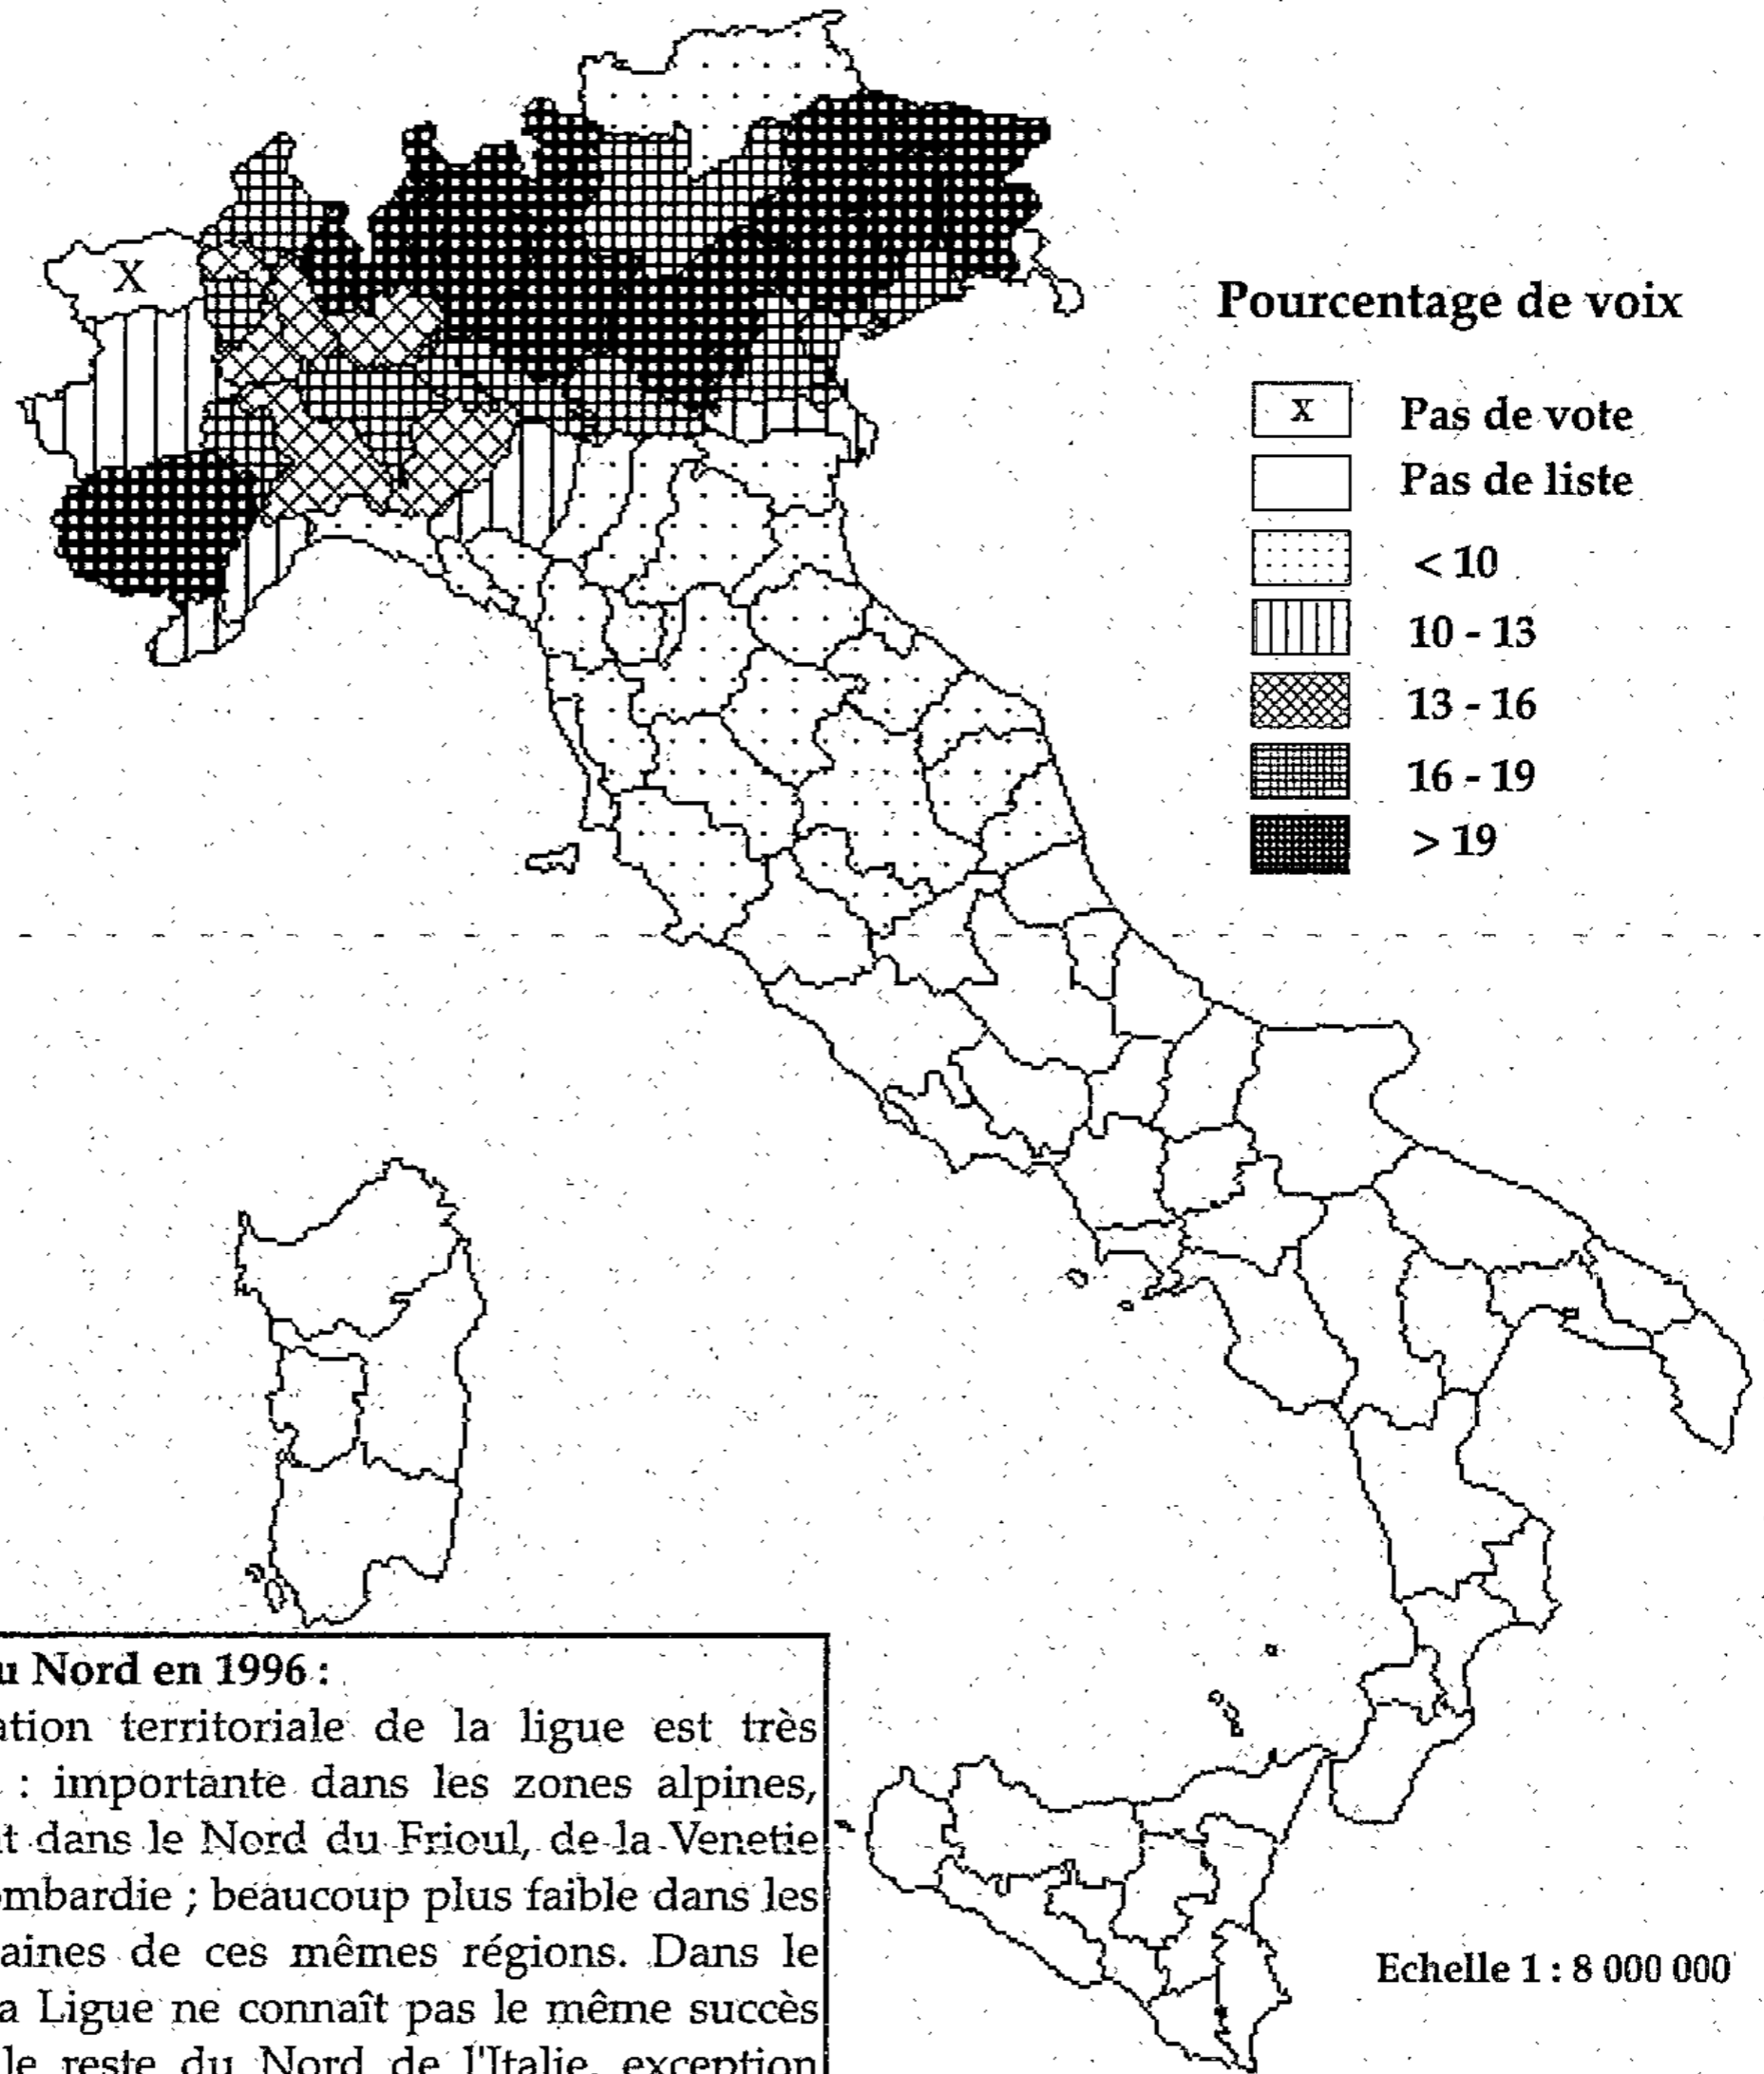 X
Pourcentage de voix
X Pas de vote
Pas de liste
< 10
10 - 13
13 - 16
16 - 19
> 19
u Nord en 1996 :
ation territoriale de la ligue est très
: importante dans les zones alpines,
t dans le Nord du Frioul, de la Venetie
ombardie ; beaucoup plus faible dans les
aines de ces mêmes régions. Dans le
a Ligue ne connaît pas le même succès
le reste du Nord de l'Italie, exception
Echelle 1 : 8 000 000